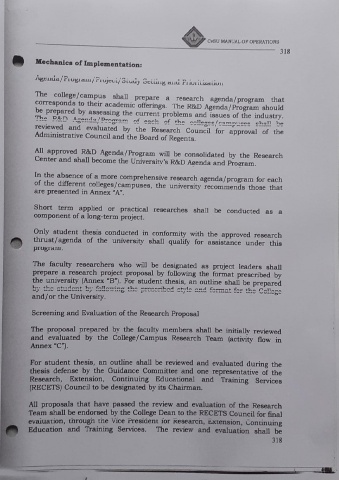 CHSU MANUAL OF OPERATIONS
318
Mechanics of Implementation:
Agenda/Program/Project/Study Setting and Prioritization
The college/campus shall prepare a research agenda/program that
corresponds to their academic offerings. The R&D Agenda/Program should
be prepared by assessing the current problems and issues of the industry.
The R&D Agenda/Program of each of the colleges/campuses shall be
reviewed and evaluated by the Research Council for approval of the
Administrative Council and the Board of Regents.
All approved R&D Agenda/Program will be consolidated by the Research
Center and shall become the University's R&D Agenda and Program.
In the absence of a more comprehensive research agenda/program for each
of the different colleges/campuses, the university recommends those that
are presented in Annex "A".
Short term applied or practical researches shall be conducted as a
component of a long-term project.
Only student thesis conducted in conformity with the approved research
thrust/agenda of the university shall qualify for assistance under this
program.
The faculty researchers who will be designated as project leaders shall
prepare a research project proposal by following the format prescribed by
the university (Annex "B"). For student thesis, an outline shall be prepared
by the student by following the prescribed style and format for the College
and/or the University.
Screening and Evaluation of the Research Proposal
The proposal prepared by the faculty members shall be initially reviewed
and evaluated by the College/Campus Research Team (activity flow in
Annex "C").
For student thesis, an outline shall be reviewed and evaluated during the
thesis defense by the Guidance Committee and one representative of the
Research, Extension, Continuing Educational and Training Services
(RECETS) Council to be designated by its Chairman.
All proposals that have passed the review and evaluation of the Research
Team shall be endorsed by the College Dean to the RECETS Council for final
evaluation, through the Vice President for Research, Extension, Continuing
Education and Training Services. The review and evaluation shall be
318